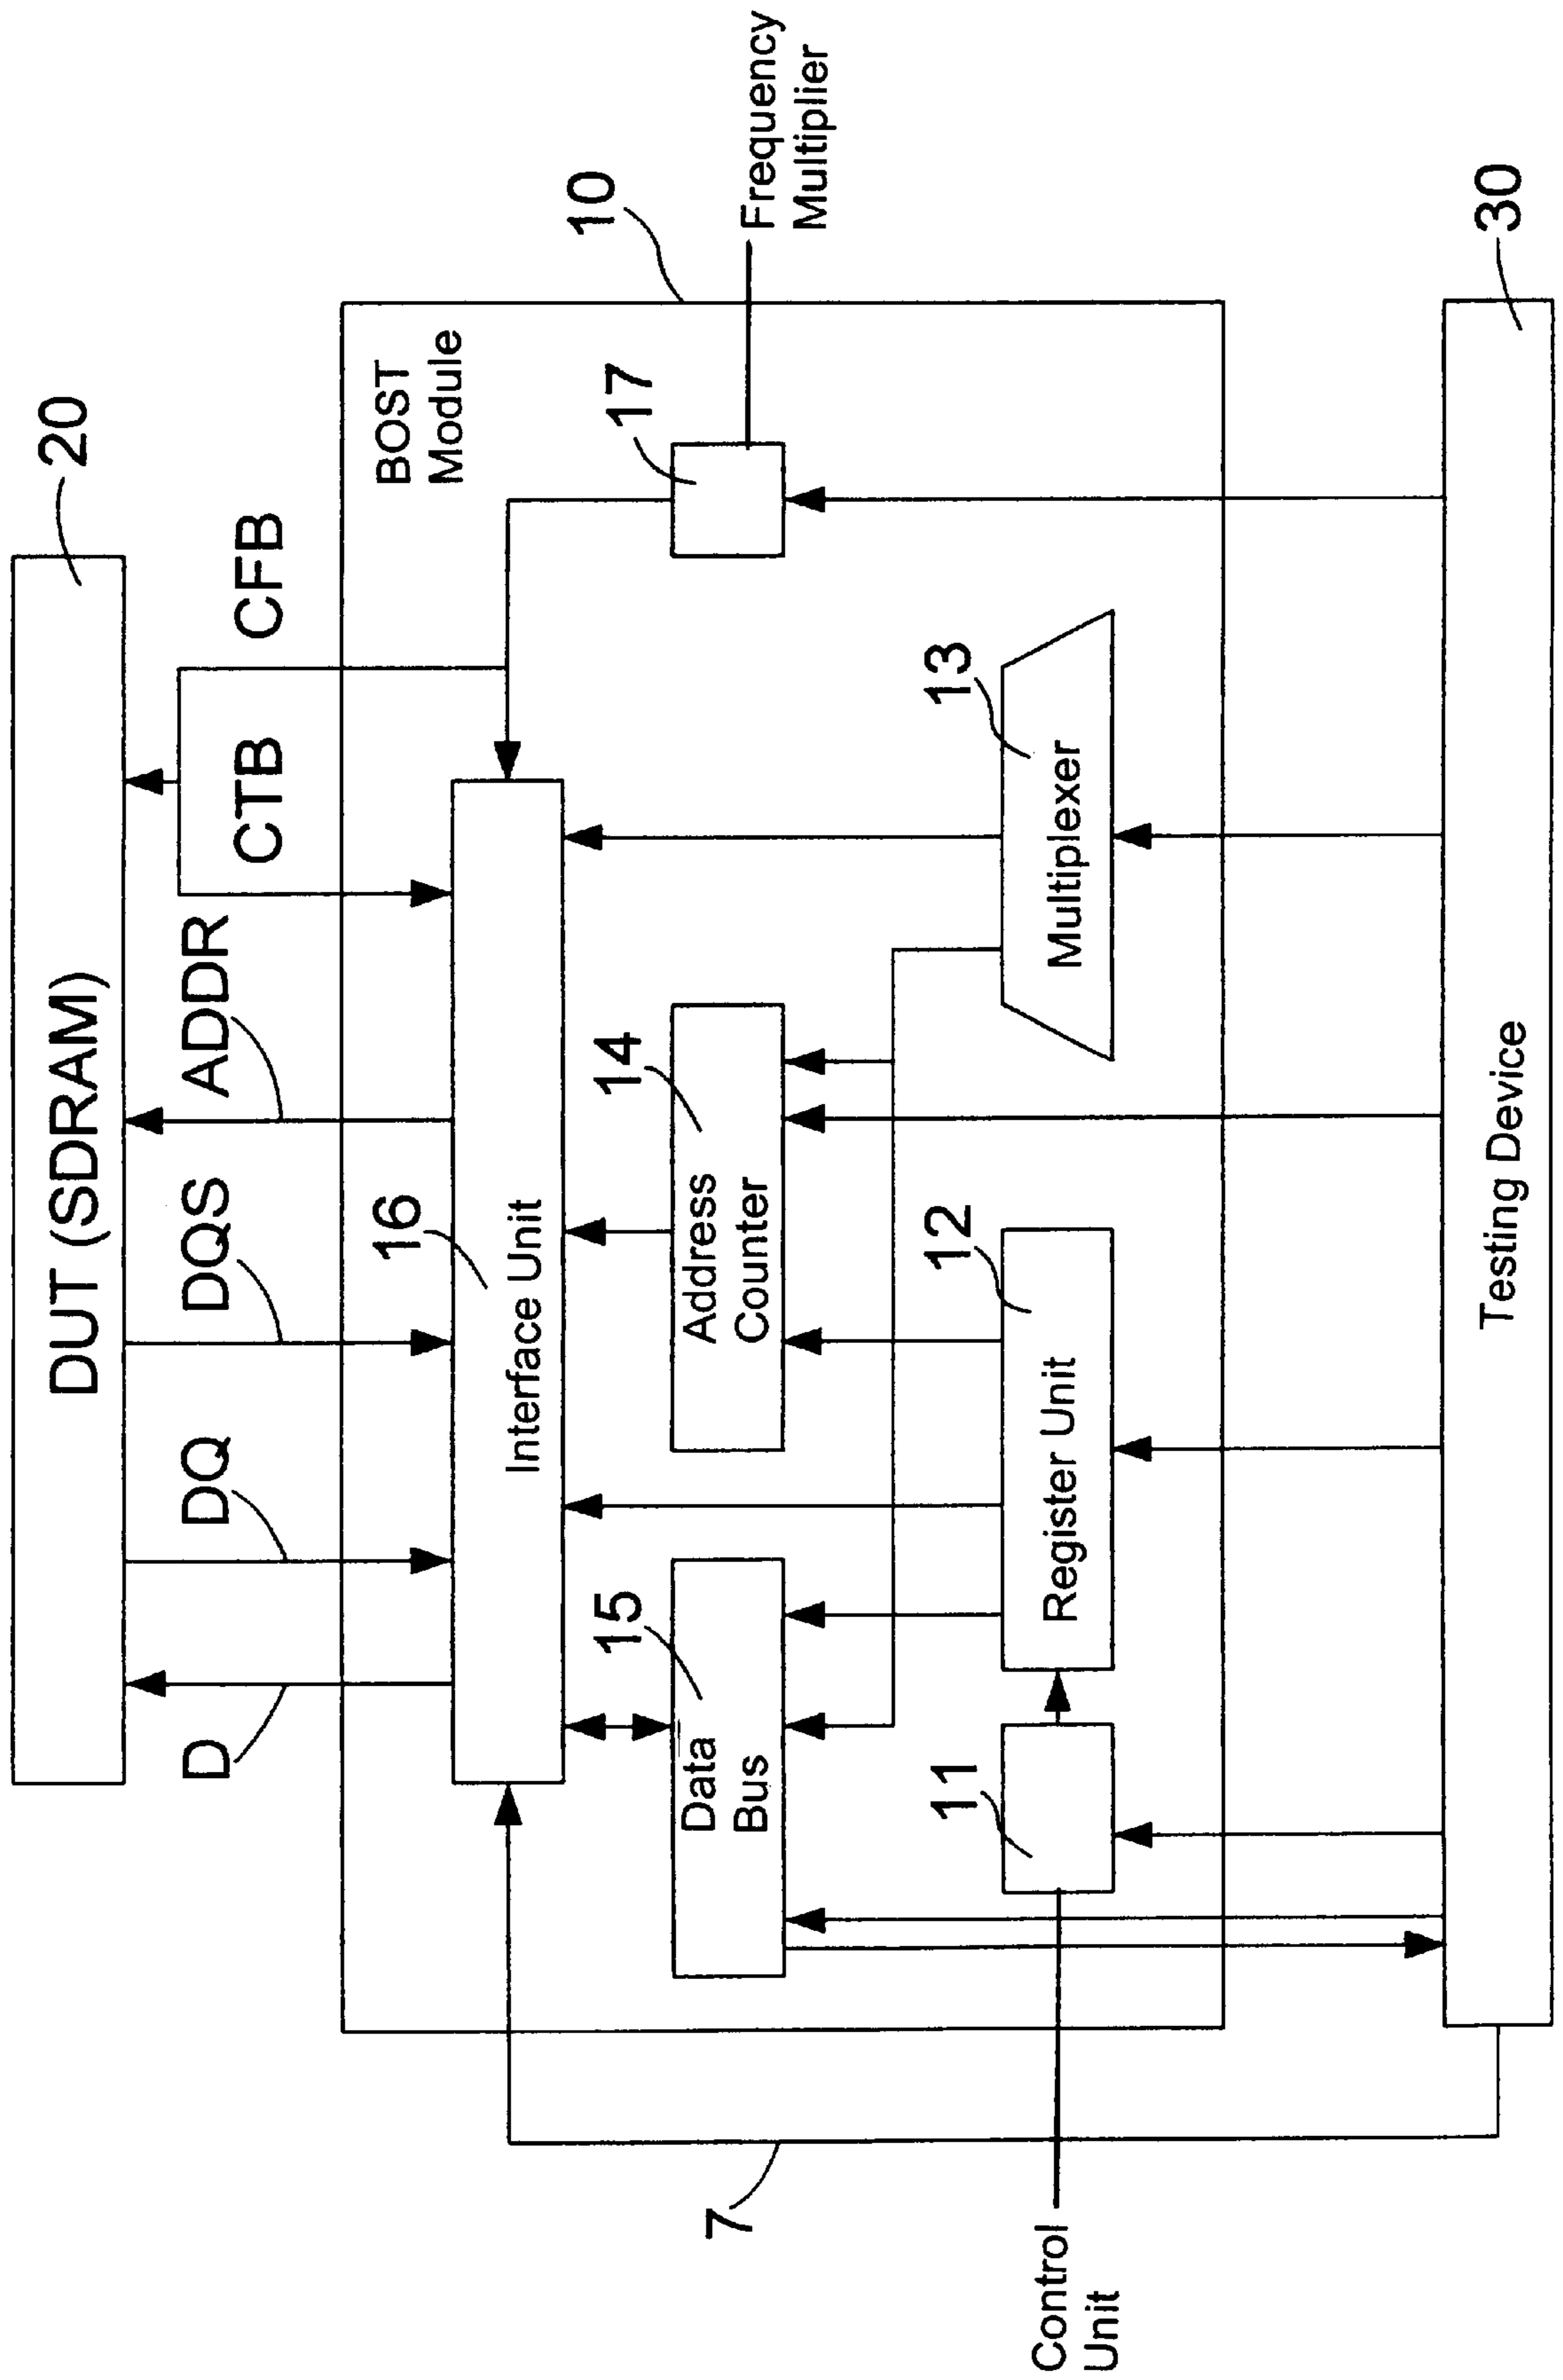 DUT (SDRAM)
20
D
DQ
DQS
ADDR
CTB
CFB
BOST
Module
10
16
Interface Unit
15
Data
Bus
14
Address
Counter
17
Frequency
Multiplier
11
Control
Unit
12
Register Unit
13
Multiplexer
7
Testing Device
30